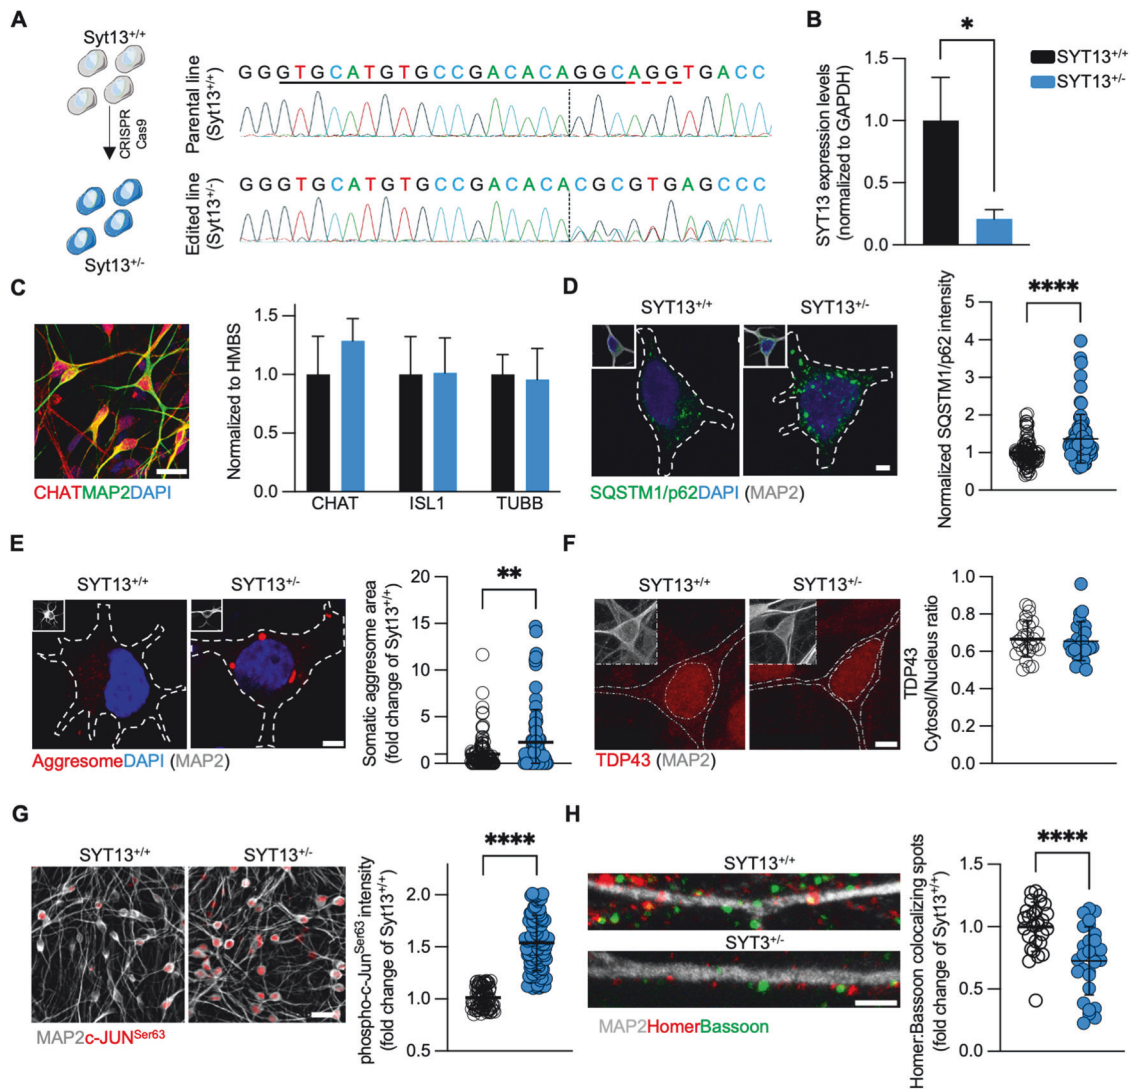 A
Syt13+/+
CRISPR
Cas9
Syt13+/-
Parental line
(Syt13+/+)
GGGTGCATGTGCCGACACAGGCAGGTGACC
Edited line
(Syt13+/-)
GGGTGCATGTGCCGACACACGCGTGAGCCC
B
SYT13 expression levels
(normalized to GAPDH)
1.5
1.0
0.5
0.0
*
SYT13+/+
SYT13+/-
C
CHATMAP2DAPI
Normalized to HMBS
1.5
1.0
0.5
0.0
CHAT
ISL1
TUBB
D
SYT13+/+
SYT13+/-
SQSTM1/p62DAPI (MAP2)
Normalized SQSTM1/p62 intensity
5
4
3
2
1
0
****
E
SYT13+/+
SYT13+/-
AggresomeDAPI (MAP2)
Somatic aggresome area
(fold change of Syt13+/+)
20
15
10
5
0
**
F
SYT13+/+
SYT13+/-
TDP43 (MAP2)
TDP43
Cytosol/Nucleus ratio
1.0
0.8
0.6
0.4
0.2
0.0
G
SYT13+/+
SYT13+/-
MAP2c-JUNSer63
phospho-c-JunSer63 intensity
(fold change of Syt13+/+)
2.0
1.5
1.0
0.5
****
H
SYT13+/+
SYT3+/-
MAP2HomerBassoon
Homer:Bassoon colocalizing spots
(fold change of Syt13+/+)
1.5
1.0
0.5
0.0
****